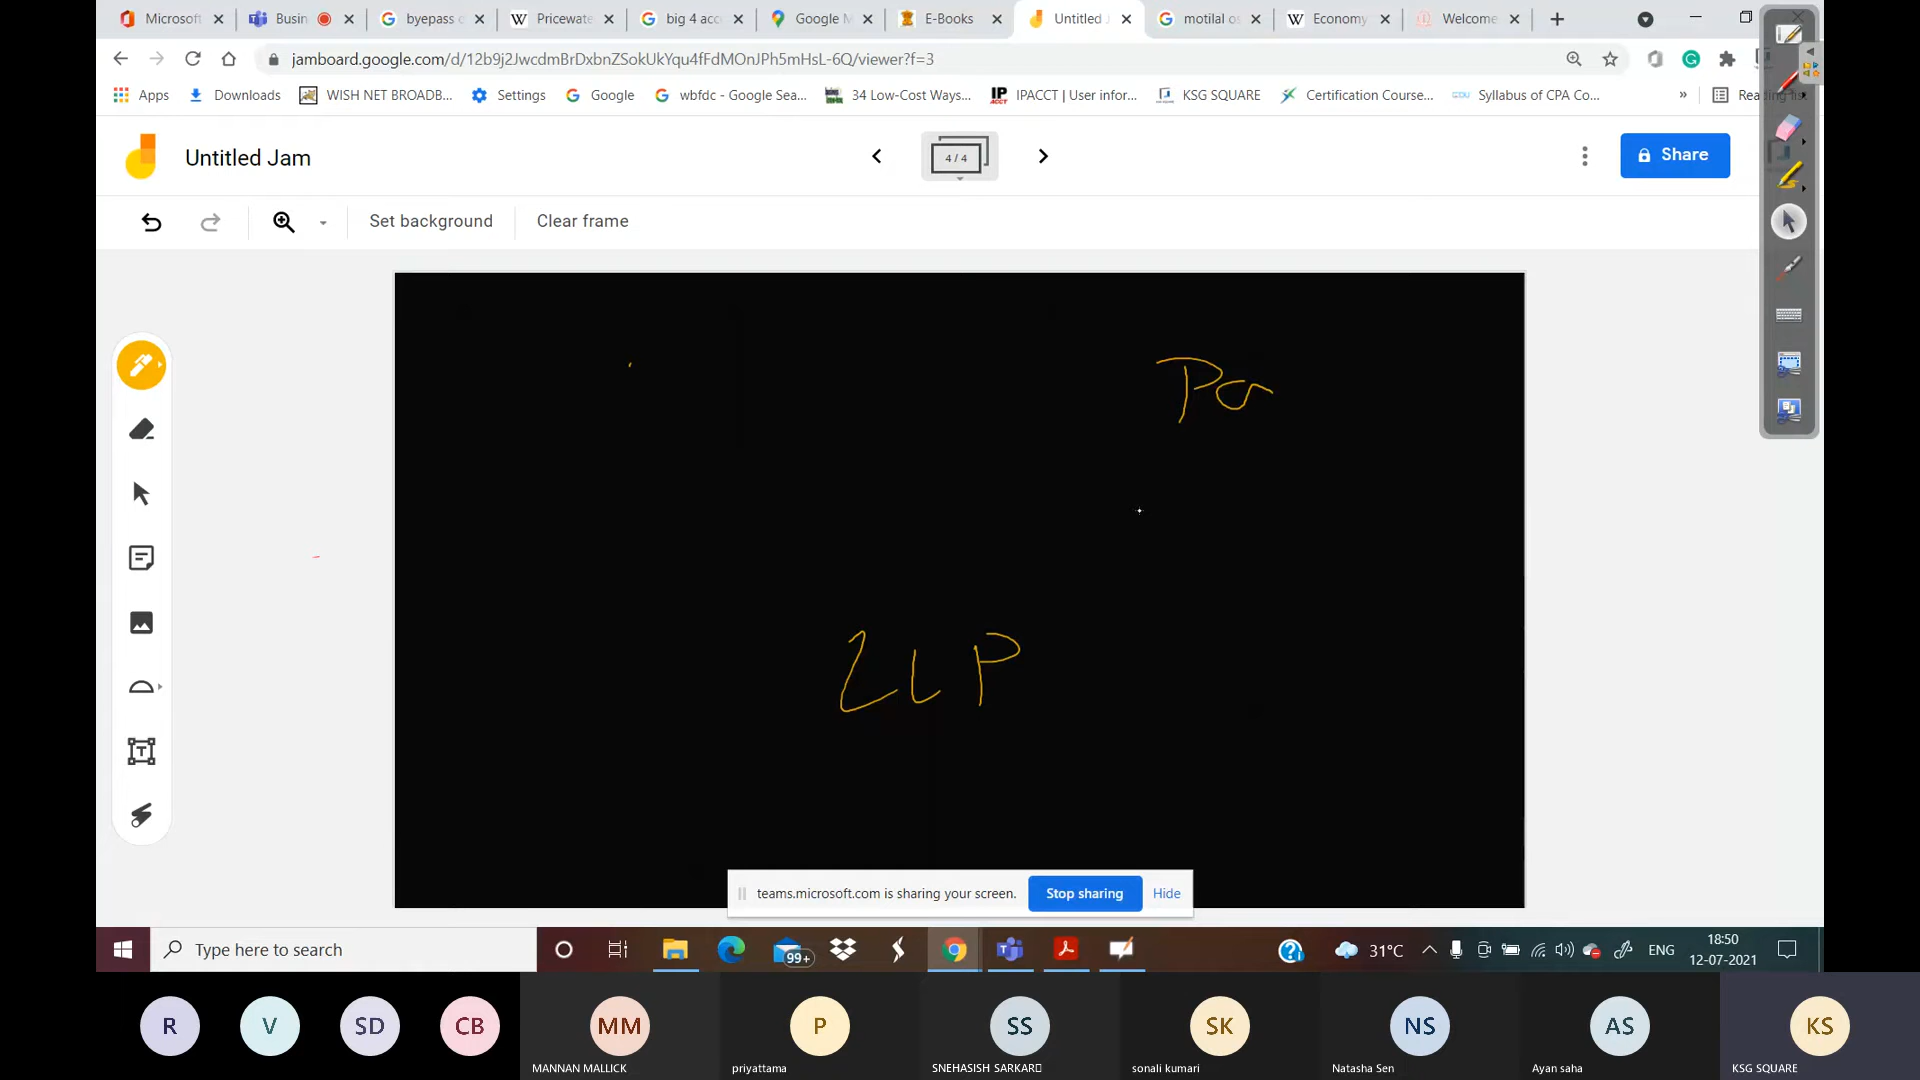 Microsoft
Busin
byepass
Pricewate
big 4 acc
Google M
E-Books
Untitled J
motilal os
Economy
Welcome
jamboard.google.com/d/12b9j2JwcdmBrDxbnZSokUkYqu4fFdMOnJPh5mHsL-6Q/viewer?f=3
Apps
Downloads
WISH NET BROADB...
Settings
Google
wbfdc - Google Sea...
34 Low-Cost Ways...
IPACCT | User infor...
KSG SQUARE
Certification Course...
Syllabus of CPA Co...
»
Untitled Jam
4 / 4
Share
Set background
Clear frame
Pa
LLP
teams.microsoft.com is sharing your screen.
Stop sharing
Hide
Type here to search
99+
31°C
ENG
18:50
12-07-2021
R
V
SD
CB
MM
P
SS
SK
NS
AS
KS
MANNAN MALLICK
priyattama
SNEHASISH SARKAR
sonali kumari
Natasha Sen
Ayan saha
KSG SQUARE